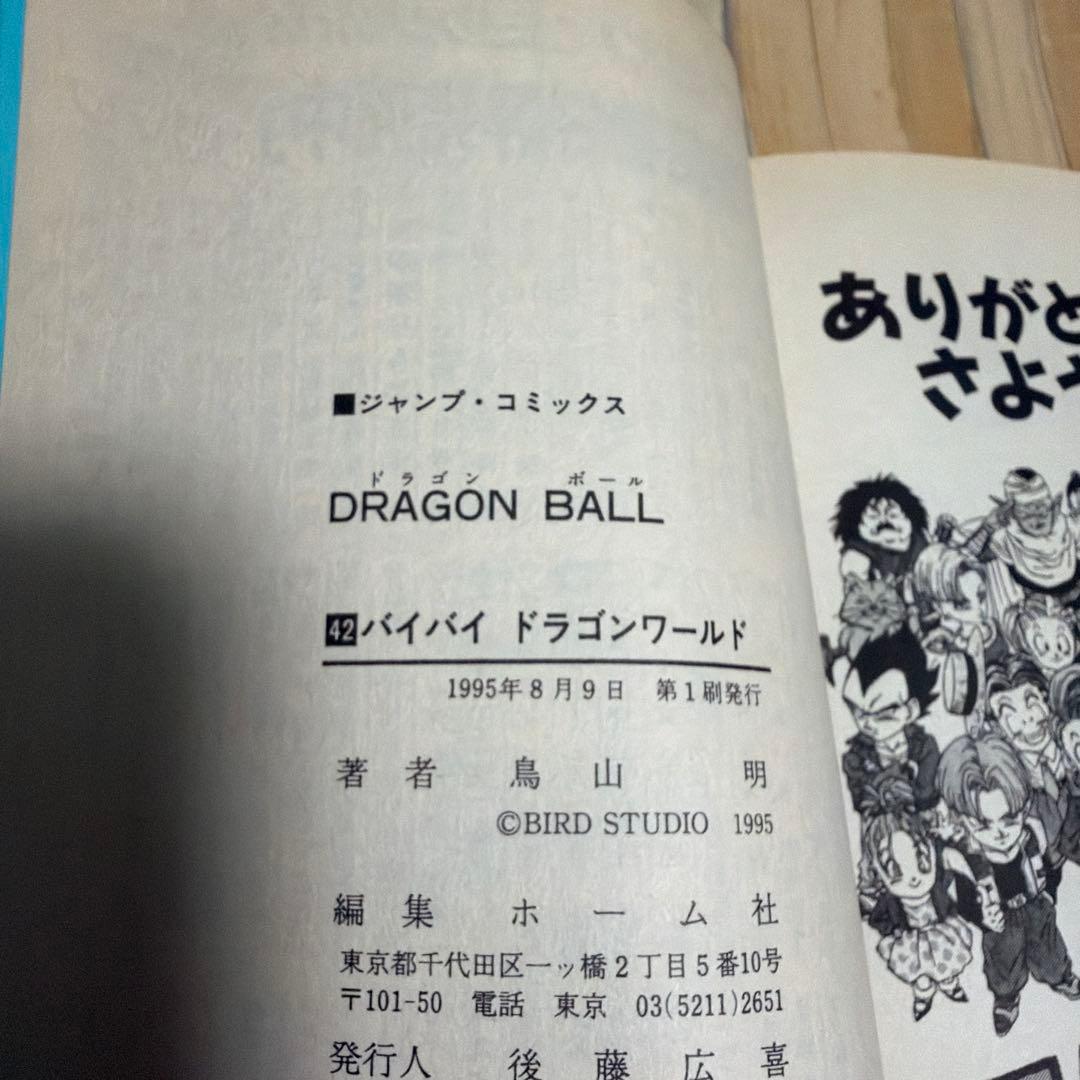 ■ジャンプ・コミックス
ドラゴン ボール
DRAGON BALL
42 バイバイ ドラゴンワールド
1995年8月9日 第1刷発行
著者 鳥山 明
©BIRD STUDIO 1995
編集 ホーム社
東京都千代田区一ッ橋2丁目5番10号
〒101-50 電話 東京 03(5211)2651
発行人 後藤広喜
ありがと
さよ